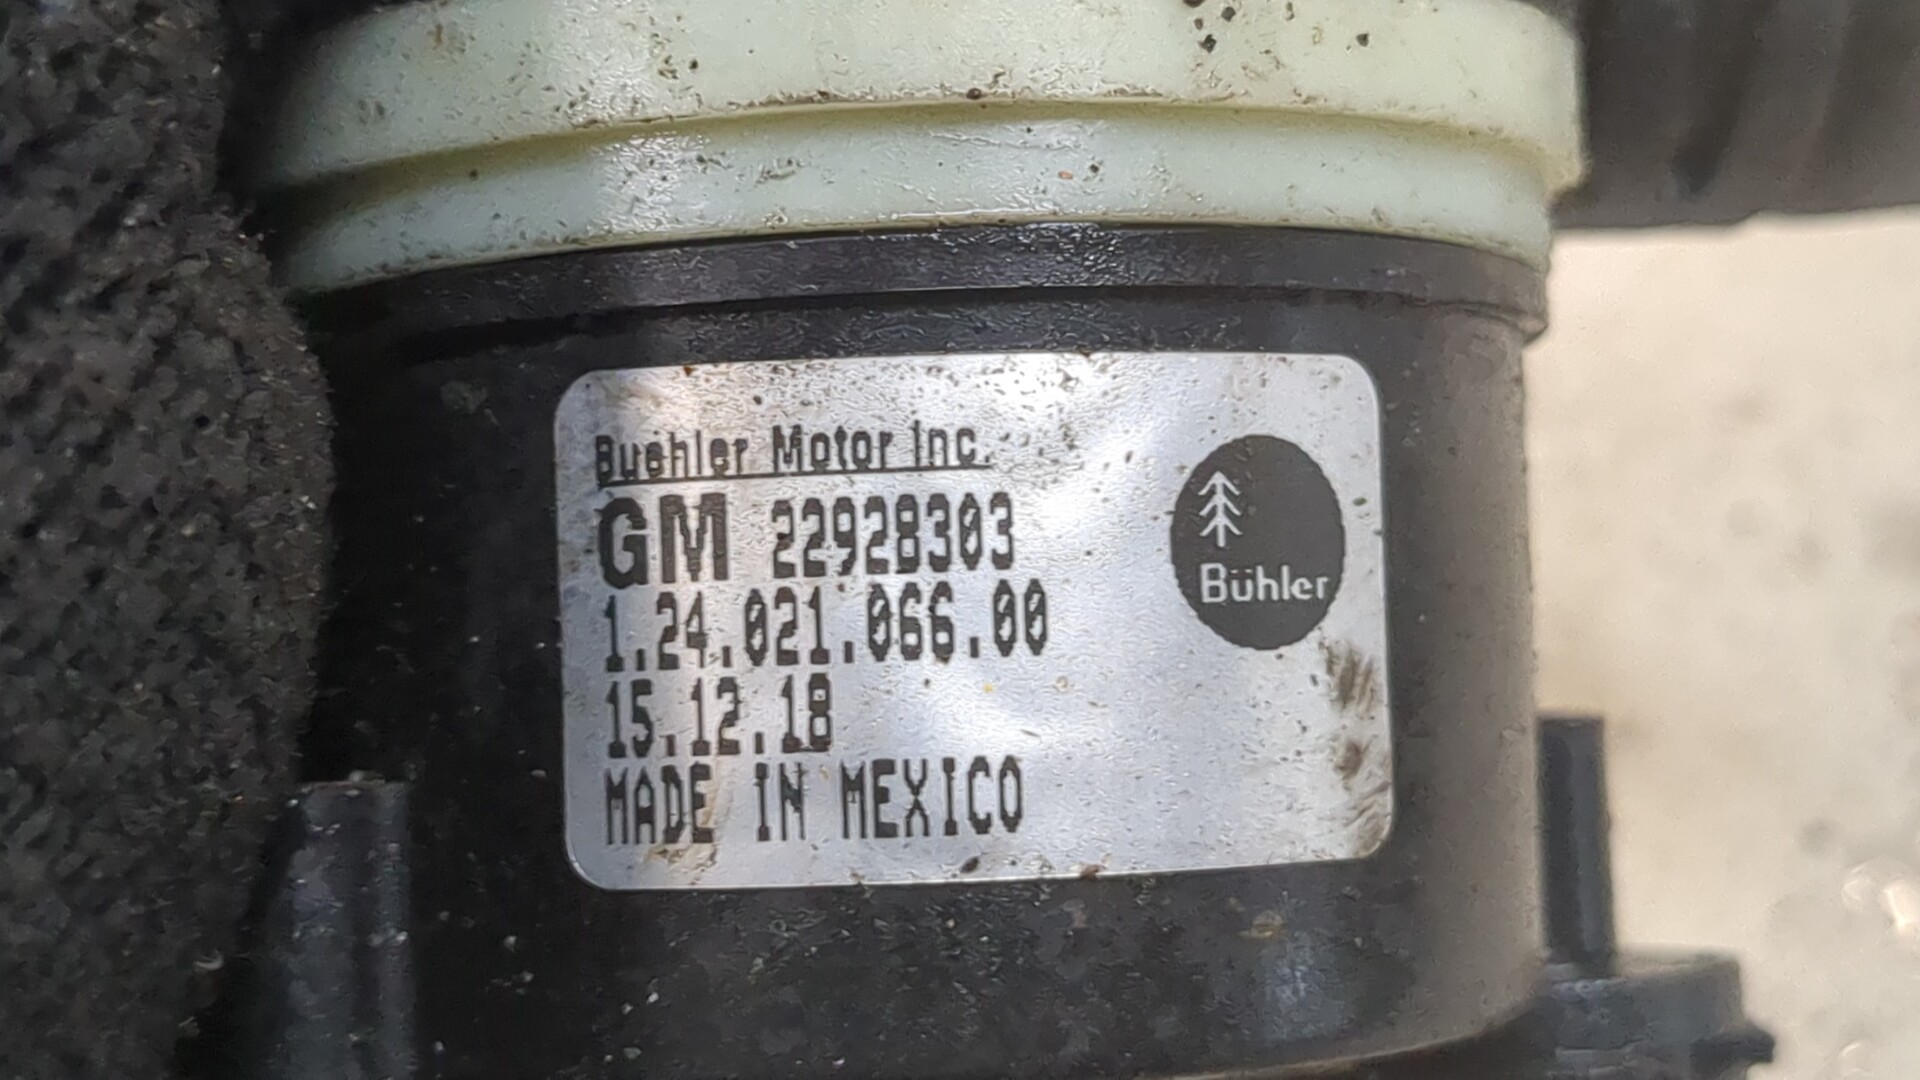 Buehler Motor Inc.
GM 22928303
1.24.021.066.00
15.12.18
MADE IN MEXICO
Bühler